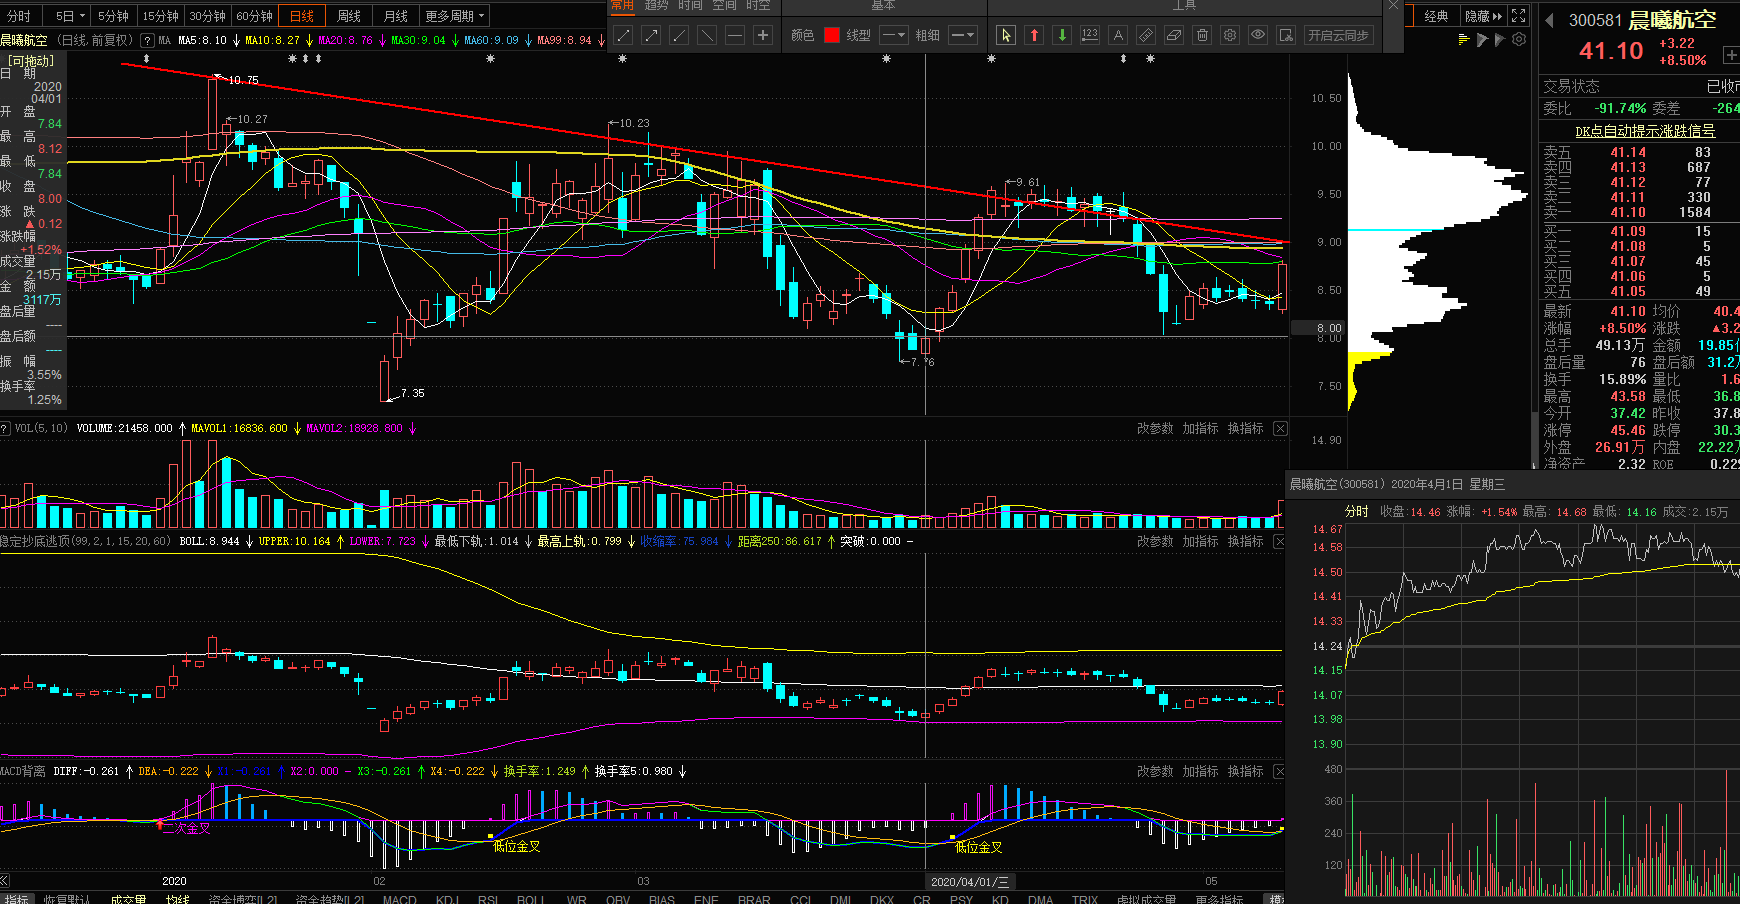 分时 5日 5分钟 15分钟 30分钟 60分钟 日线 周线 月线 更多周期
常用 趋势 时间 空间 时空 基本 工具
颜色 线型 粗细 123 A 开启云同步
经典 隐藏
300581 晨曦航空
41.10 +3.22
+8.50%
晨曦航空 (日线.前复权) ? MA MA5:8.10 ↓ MA10:8.27 ↓ MA20:8.76 ↓ MA30:9.04 ↓ MA60:9.09 ↓ MA99:8.94 ↓
[可拖动]
日 期
2020
04/01
开 盘
7.84
最 高
8.12
最 低
7.84
收 盘
8.00
涨 跌
▲0.12
涨跌幅
+1.52%
成交量
2.15万
金 额
3117万
盘后量
----
盘后额
----
振 幅
3.55%
换手率
1.25%
10.75
10.27
10.23
9.61
7.76
7.35
10.50
10.00
9.50
9.00
8.50
8.00
8.00
7.50
交易状态
委比 -91.74% 委差
DK点自动提示涨跌信号
卖五 41.14 83
卖四 41.13 687
卖三 41.12 77
卖二 41.11 330
卖一 41.10 1584
买一 41.09 15
买二 41.08 5
买三 41.07 45
买四 41.06 5
买五 41.05 49
最新 41.10 均价 40.4
涨幅 +8.50% 涨跌 ▲3.2
总手 49.13万 金额 19.85
盘后量 76 盘后额 31.2
换手 15.89% 量比 1.6
最高 43.58 最低 36.8
今开 37.42 昨收 37.8
涨停 45.46 跌停 30.3
外盘 26.91万 内盘 22.22
净资产 2.32 ROE 0.22
? VOL(5,10) VOLUME:21458.000 ↑ MAVOL1:16836.600 ↓ MAVOL2:18928.800 ↓ 改参数 加指标 换指标
14.90
稳定抄底逃顶(99,2,1,15,20,60) BOLL:8.944 ↓ UPPER:10.164 ↑ LOWER:7.723 ↓ 最低下轨:1.014 ↓ 最高上轨:0.799 ↓ 收缩率:75.984 ↓ 距离250:86.617 ↑ 突破:0.000 – 改参数 加指标 换指标
MACD背离 DIFF:-0.261 ↑ DEA:-0.222 ↓ X1:-0.261 ↑ X2:0.000 – X3:-0.261 ↑ X4:-0.222 ↓ 换手率:1.249 ↑ 换手率5:0.980 ↓ 改参数 加指标 换指标
二次金叉
低位金叉
低位金叉
2020 02 03 2020/04/01/三 05
指标 恢复默认 成交量 均线 资金博弈[L2] 资金趋势[L2] MACD KDJ RSI BOLL WR OBV BIAS ENE BRAR CCI DMI DKX CR PSY KD DMA TRIX 虚拟成交量 更多指标
晨曦航空(300581) 2020年4月1日 星期三
分时 收盘:14.46 涨幅:+1.54% 最高:14.68 最低:14.16 成交:2.15万
14.67
14.58
14.50
14.41
14.33
14.24
14.15
14.07
13.98
13.90
480
360
240
120